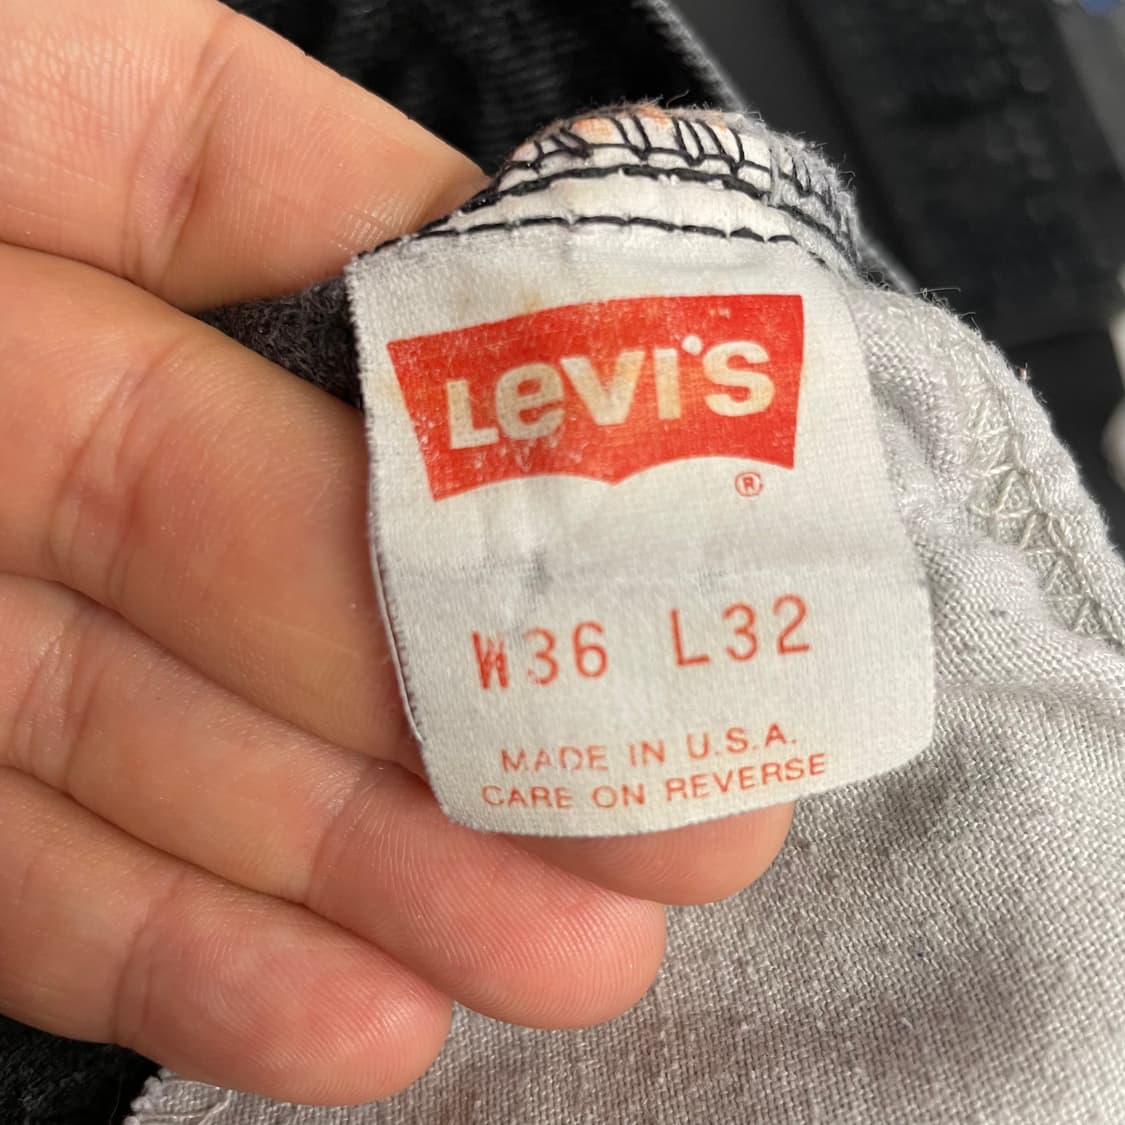 LeVI'S
®
W36 L32
MADE IN U.S.A.
CARE ON REVERSE